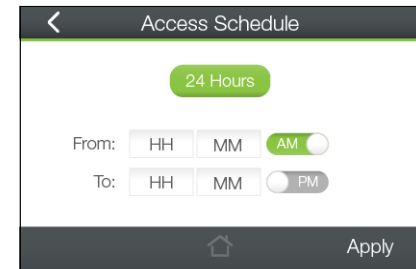 Access Schedule
24 Hours
From: HH MM AM
To: HH MM PM
Apply